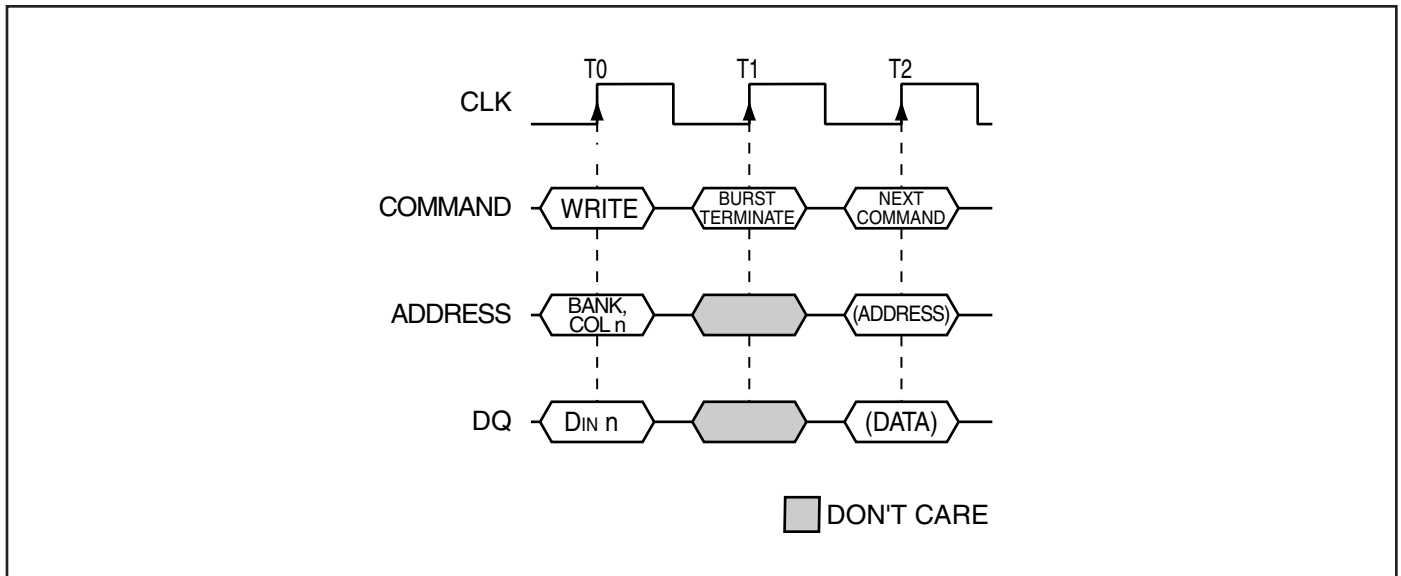 T0 T1 T2
CLK
COMMAND WRITE BURST TERMINATE NEXT COMMAND
ADDRESS BANK, COL n (ADDRESS)
DQ DIN n (DATA)
DON'T CARE